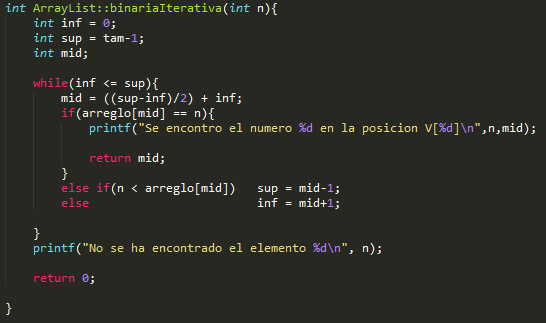 int ArrayList::binariaIterativa(int n){
    int inf = 0;
    int sup = tam-1;
    int mid;
    while(inf <= sup){
        mid = ((sup-inf)/2) + inf;
        if(arreglo[mid] == n){
            printf("Se encontro el numero %d en la posicion V[%d]\n",n,mid);
            return mid;
        }
        else if(n < arreglo[mid])   sup = mid-1;
        else                        inf = mid+1;
    }
    printf("No se ha encontrado el elemento %d\n", n);
    return 0;
}